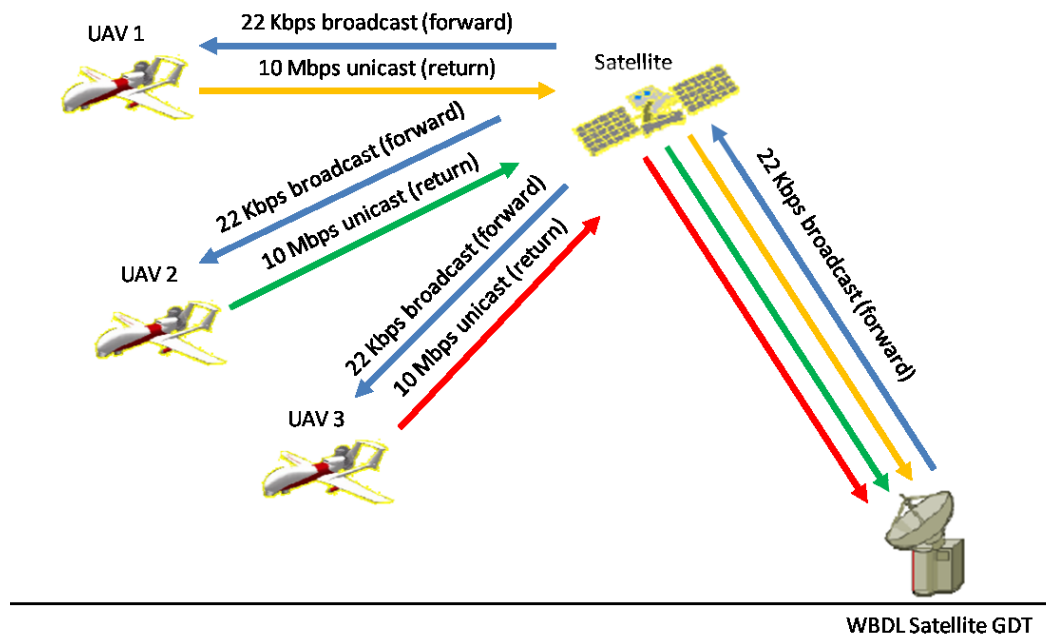 UAV 1
22 Kbps broadcast (forward)
10 Mbps unicast (return)
Satellite
22 Kbps broadcast (forward)
10 Mbps unicast (return)
UAV 2
22 Kbps broadcast (forward)
10 Mbps unicast (return)
UAV 3
22 Kbps broadcast (forward)
WBDL Satellite GDT